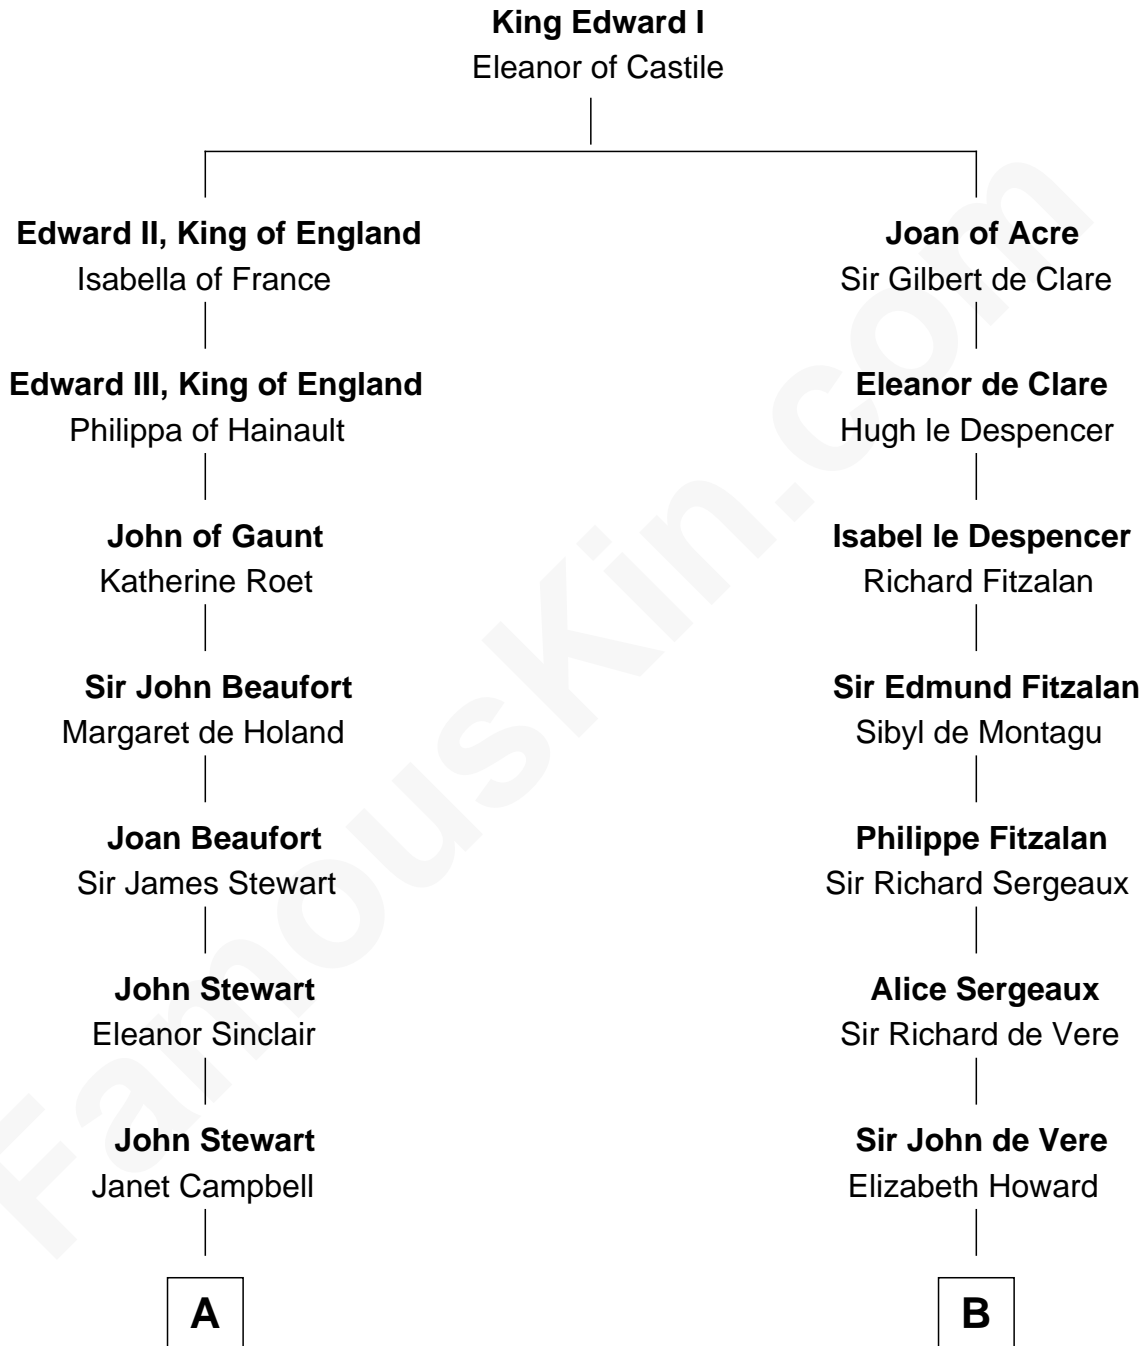 King Edward I
Eleanor of Castile
Edward II, King of England
Isabella of France
Joan of Acre
Sir Gilbert de Clare
Edward III, King of England
Philippa of Hainault
Eleanor de Clare
Hugh le Despencer
John of Gaunt
Katherine Roet
Isabel le Despencer
Richard Fitzalan
Sir John Beaufort
Margaret de Holand
Sir Edmund Fitzalan
Sibyl de Montagu
Joan Beaufort
Sir James Stewart
Philippe Fitzalan
Sir Richard Sergeaux
John Stewart
Eleanor Sinclair
Alice Sergeaux
Sir Richard de Vere
John Stewart
Janet Campbell
Sir John de Vere
Elizabeth Howard
A
B
FamousKin.com